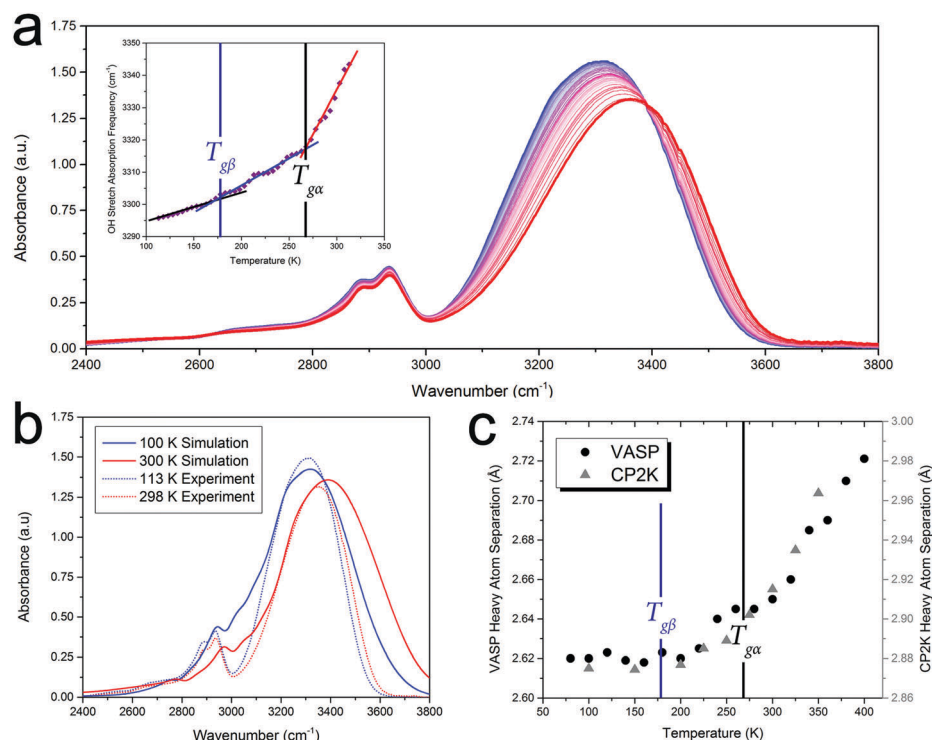 a
1.75
1.50
1.25
1.00
0.75
0.50
0.25
0.00
Absorbance (a.u.)
2400 2600 2800 3000 3200 3400 3600 3800
Wavenumber (cm-1)
3350
3340
3330
3320
3310
3300
3290
OH Stretch Absorption Frequency (cm-1)
100 150 200 250 300 350
Temperature (K)
Tgβ
Tgα
b
1.75
1.50
1.25
1.00
0.75
0.50
0.25
0.00
Absorbance (a.u)
100 K Simulation
300 K Simulation
113 K Experiment
298 K Experiment
2400 2600 2800 3000 3200 3400 3600 3800
Wavenumber (cm-1)
c
2.74
2.72
2.70
2.68
2.66
2.64
2.62
2.60
VASP Heavy Atom Separation (Å)
VASP
CP2K
Tgβ
Tgα
3.00
2.98
2.96
2.94
2.92
2.90
2.88
2.86
CP2K Heavy Atom Separation (Å)
50 100 150 200 250 300 350 400
Temperature (K)